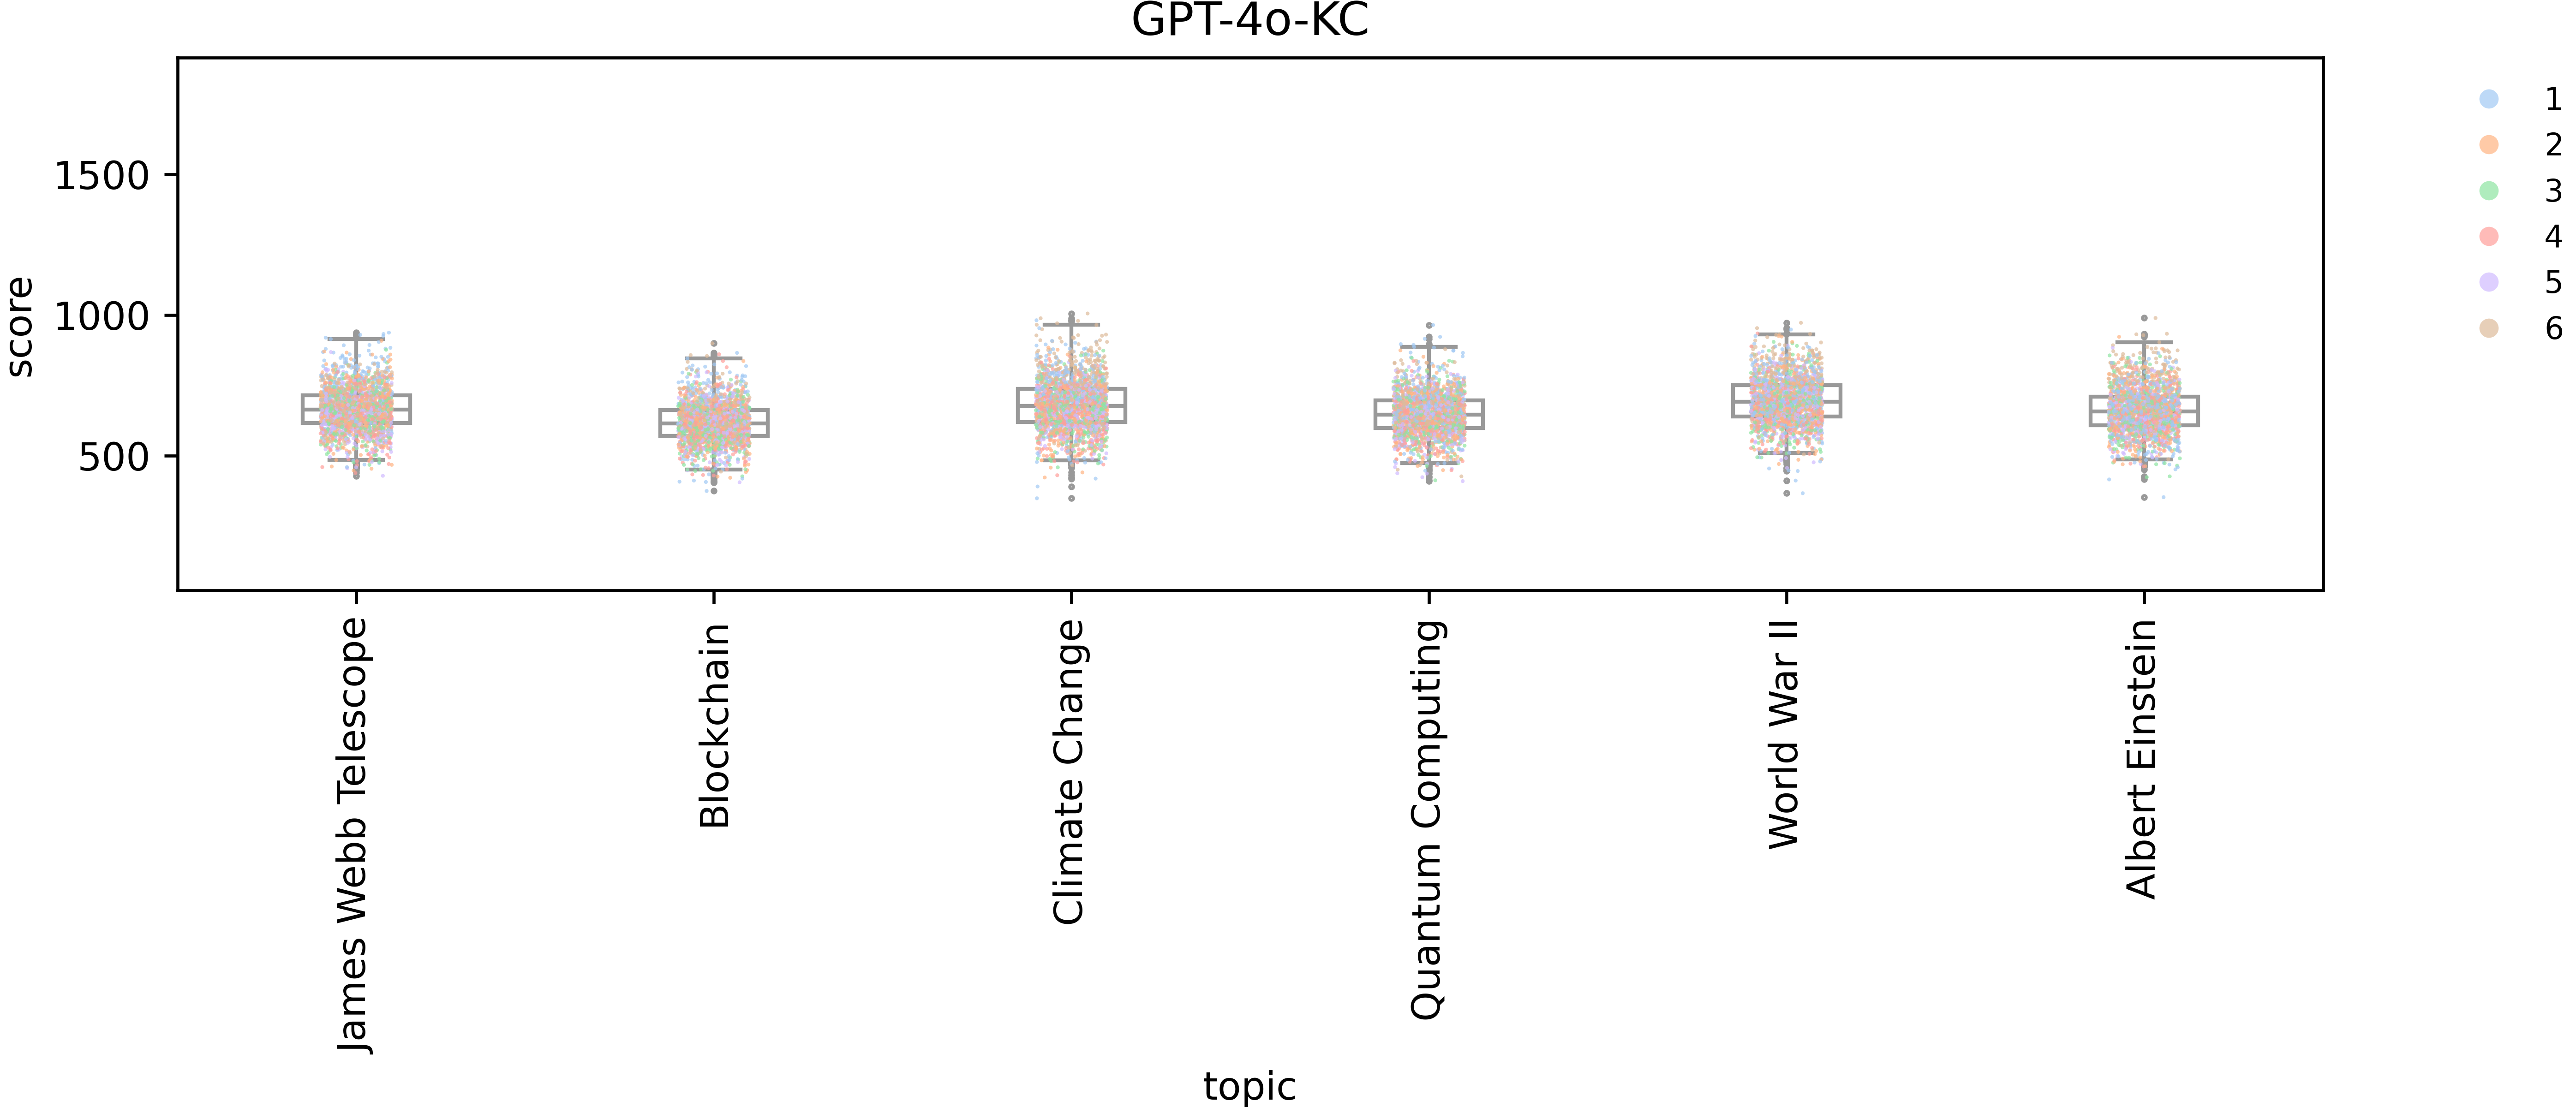 GPT-4o-KC
score
1500
1000
500
1
2
3
4
5
6
James Webb Telescope
Blockchain
Climate Change
Quantum Computing
World War II
Albert Einstein
topic